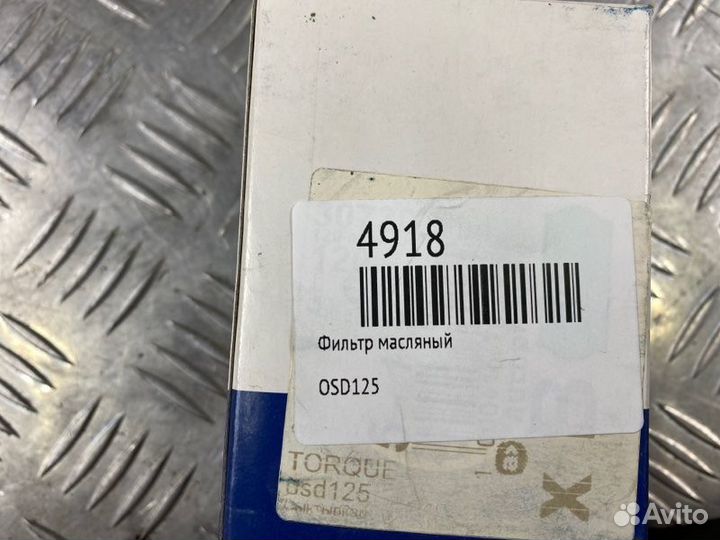 4918
Фильтр масляный
OSD125
TORQUE
osd125
Avito